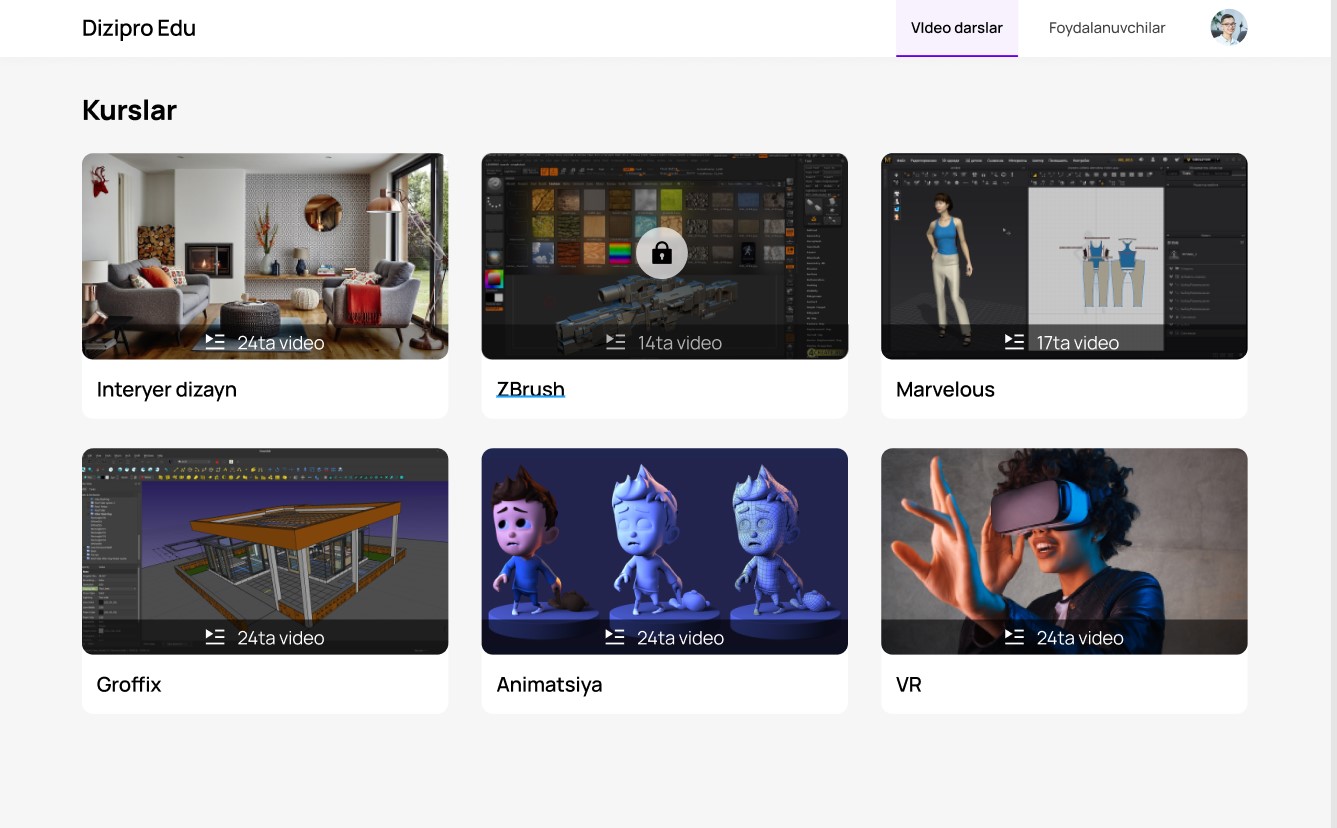 Dizipro Edu
VIdeo darslar
Foydalanuvchilar
Kurslar
24ta video
14ta video
17ta video
Interyer dizayn
ZBrush
Marvelous
24ta video
24ta video
24ta video
Groffix
Animatsiya
VR